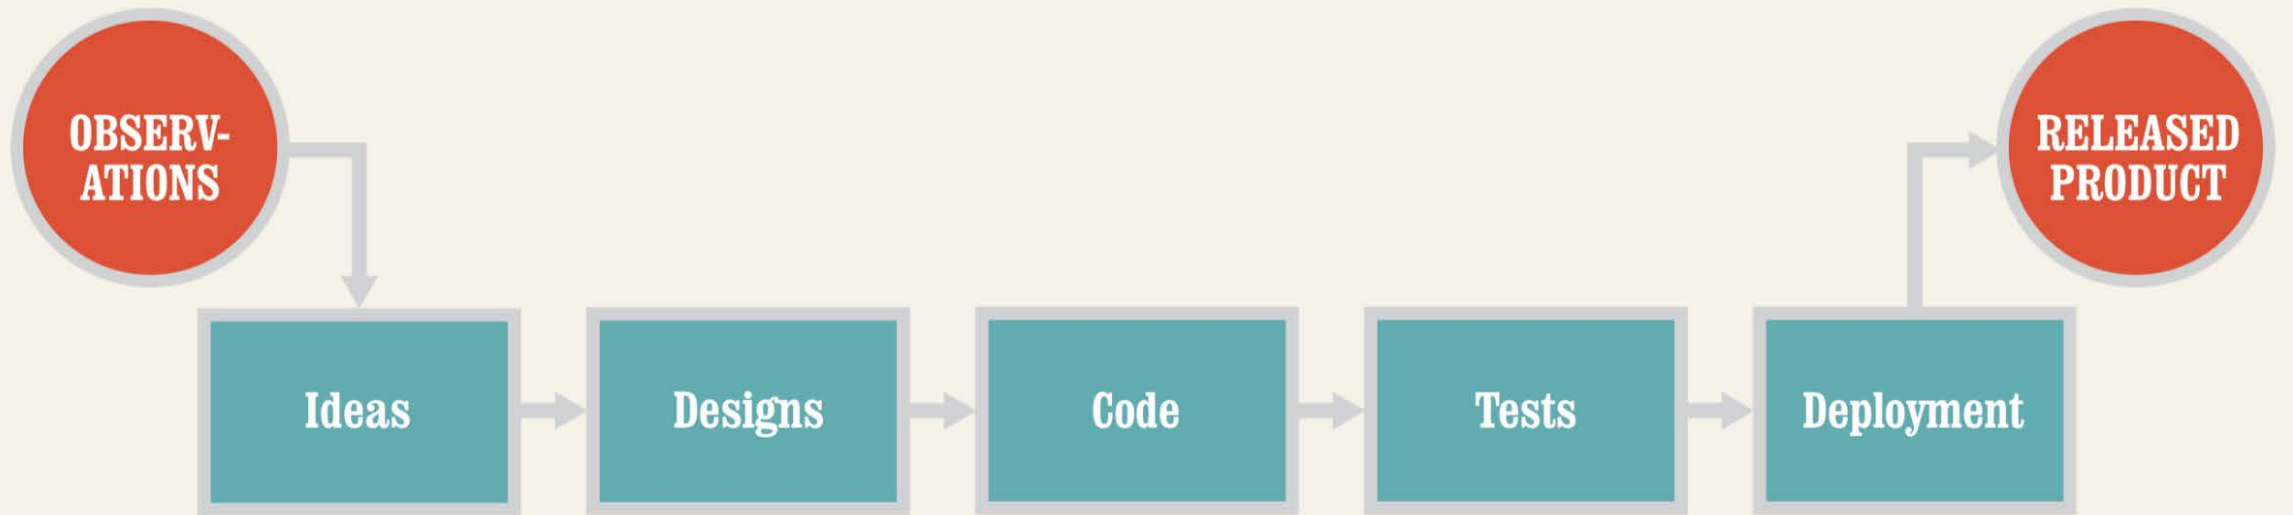 OBSERV-
ATIONS
Ideas
Designs
Code
Tests
Deployment
RELEASED
PRODUCT